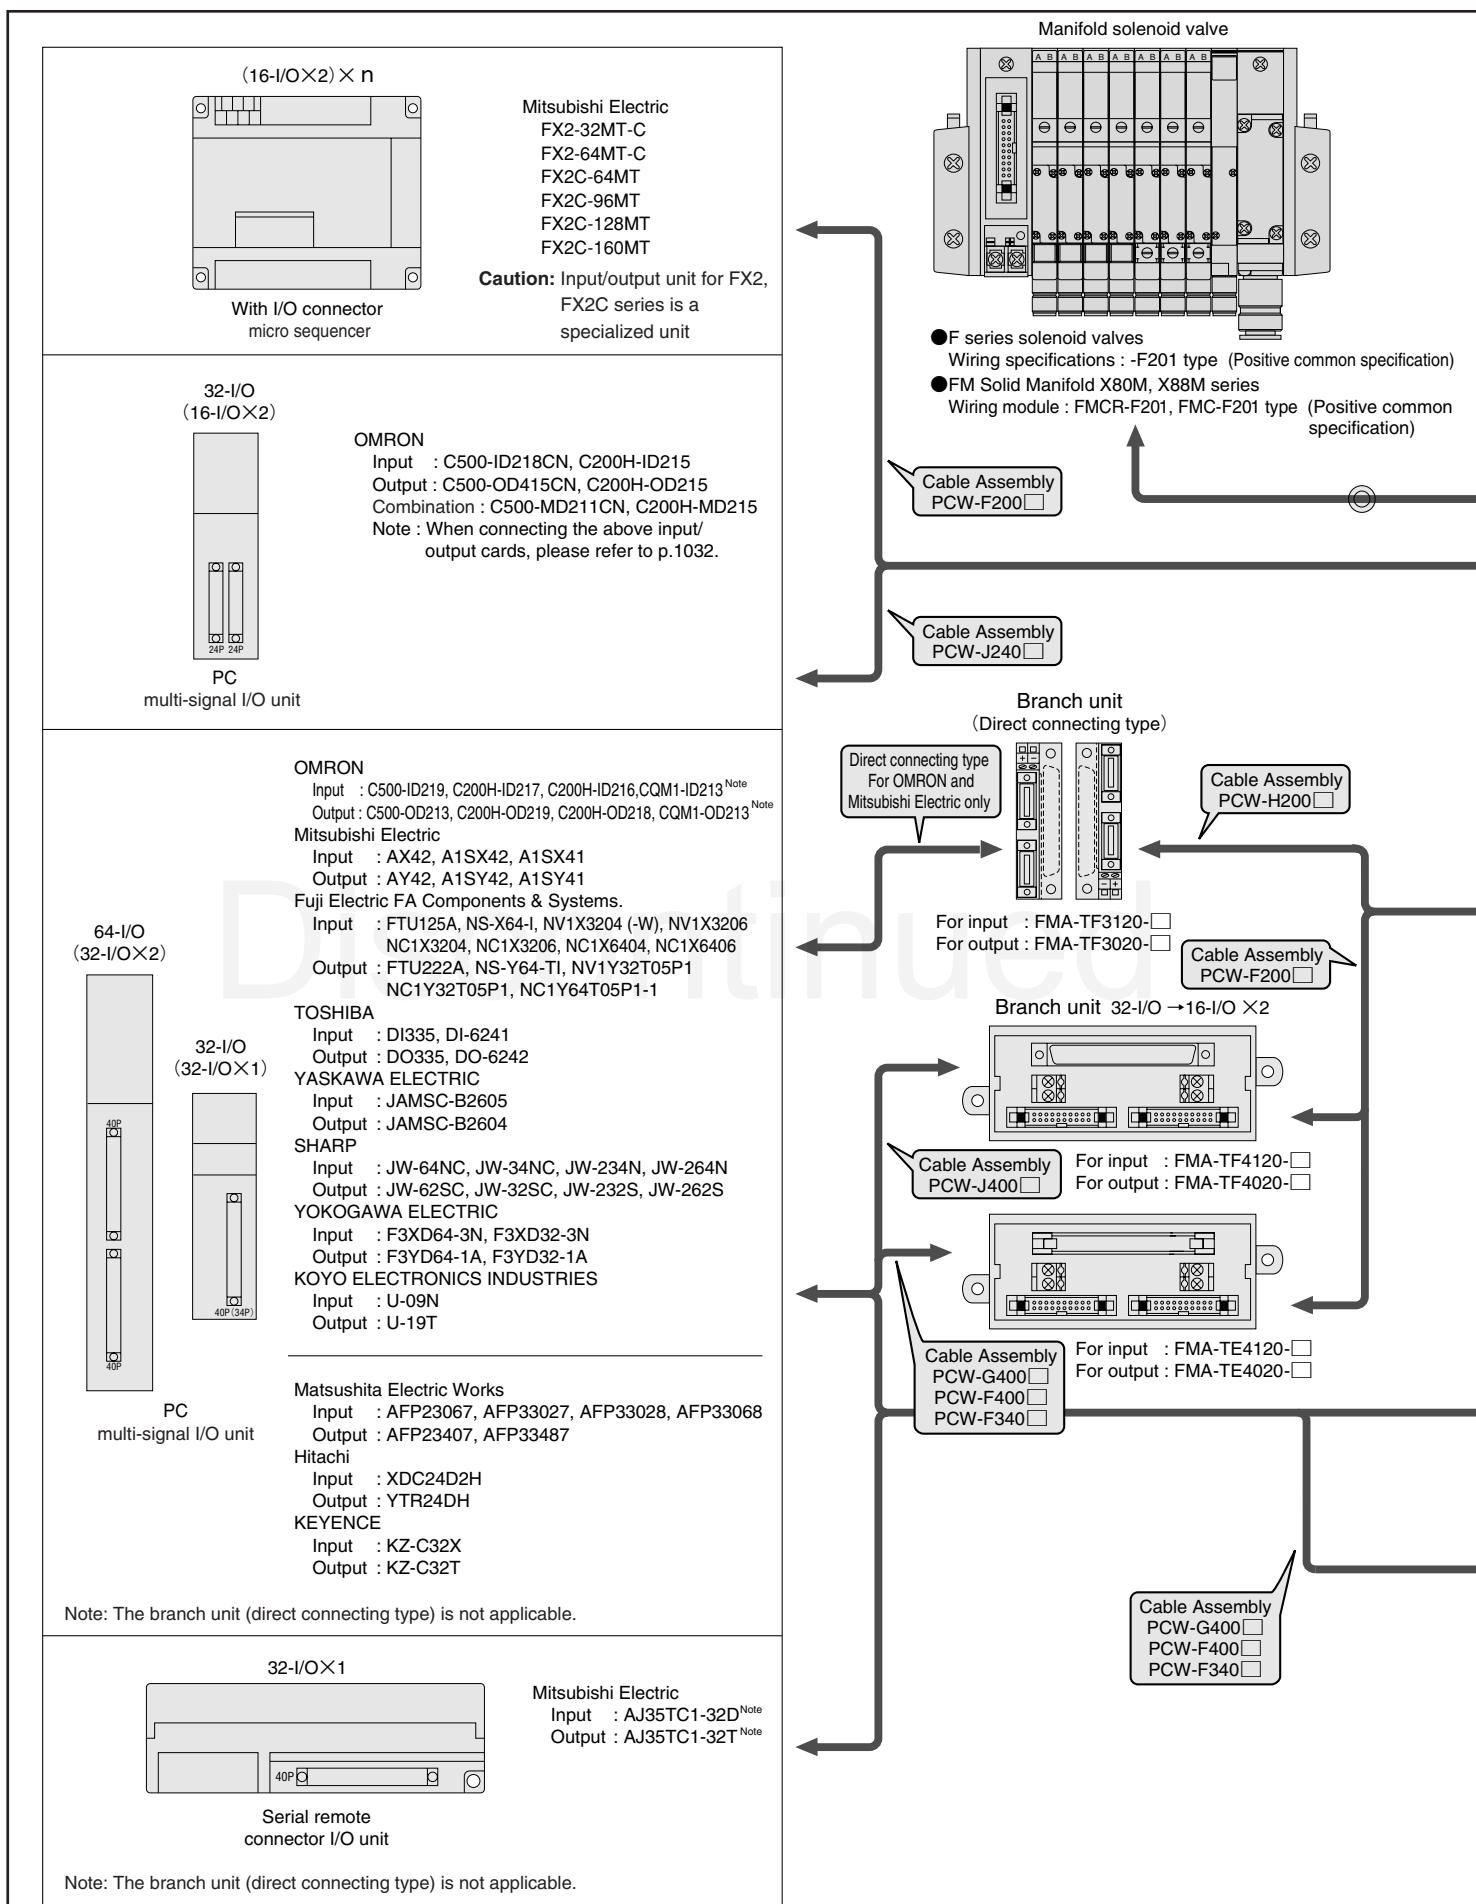 Manifold solenoid valve
A B A B A B A B A B A B A B
●F series solenoid valves
Wiring specifications : -F201 type (Positive common specification)
●FM Solid Manifold X80M, X88M series
Wiring module : FMCR-F201, FMC-F201 type (Positive common
specification)
(16-I/O×2)× n
With I/O connector
micro sequencer
Mitsubishi Electric
FX2-32MT-C
FX2-64MT-C
FX2C-64MT
FX2C-96MT
FX2C-128MT
FX2C-160MT
Caution: Input/output unit for FX2,
FX2C series is a
specialized unit
32-I/O
(16-I/O×2)
24P 24P
PC
multi-signal I/O unit
OMRON
Input : C500-ID218CN, C200H-ID215
Output : C500-OD415CN, C200H-OD215
Combination : C500-MD211CN, C200H-MD215
Note : When connecting the above input/
output cards, please refer to p.1032.
Cable Assembly
PCW-F200□
Cable Assembly
PCW-J240□
Branch unit
(Direct connecting type)
Direct connecting type
For OMRON and
Mitsubishi Electric only
+ −
− +
Cable Assembly
PCW-H200□
For input : FMA-TF3120-□
For output : FMA-TF3020-□
Cable Assembly
PCW-F200□
Branch unit 32-I/O →16-I/O ×2
Cable Assembly
PCW-J400□
For input : FMA-TF4120-□
For output : FMA-TF4020-□
Cable Assembly
PCW-G400□
PCW-F400□
PCW-F340□
For input : FMA-TE4120-□
For output : FMA-TE4020-□
Cable Assembly
PCW-G400□
PCW-F400□
PCW-F340□
Discontinued
64-I/O
(32-I/O×2)
40P
40P
32-I/O
(32-I/O×1)
40P(34P)
PC
multi-signal I/O unit
OMRON
Input : C500-ID219, C200H-ID217, C200H-ID216,CQM1-ID213 Note
Output : C500-OD213, C200H-OD219, C200H-OD218, CQM1-OD213 Note
Mitsubishi Electric
Input : AX42, A1SX42, A1SX41
Output : AY42, A1SY42, A1SY41
Fuji Electric FA Components & Systems.
Input : FTU125A, NS-X64-I, NV1X3204 (-W), NV1X3206
NC1X3204, NC1X3206, NC1X6404, NC1X6406
Output : FTU222A, NS-Y64-TI, NV1Y32T05P1
NC1Y32T05P1, NC1Y64T05P1-1
TOSHIBA
Input : DI335, DI-6241
Output : DO335, DO-6242
YASKAWA ELECTRIC
Input : JAMSC-B2605
Output : JAMSC-B2604
SHARP
Input : JW-64NC, JW-34NC, JW-234N, JW-264N
Output : JW-62SC, JW-32SC, JW-232S, JW-262S
YOKOGAWA ELECTRIC
Input : F3XD64-3N, F3XD32-3N
Output : F3YD64-1A, F3YD32-1A
KOYO ELECTRONICS INDUSTRIES
Input : U-09N
Output : U-19T
Matsushita Electric Works
Input : AFP23067, AFP33027, AFP33028, AFP33068
Output : AFP23407, AFP33487
Hitachi
Input : XDC24D2H
Output : YTR24DH
KEYENCE
Input : KZ-C32X
Output : KZ-C32T
Note: The branch unit (direct connecting type) is not applicable.
32-I/O×1
40P
Serial remote
connector I/O unit
Mitsubishi Electric
Input : AJ35TC1-32D Note
Output : AJ35TC1-32T Note
Note: The branch unit (direct connecting type) is not applicable.